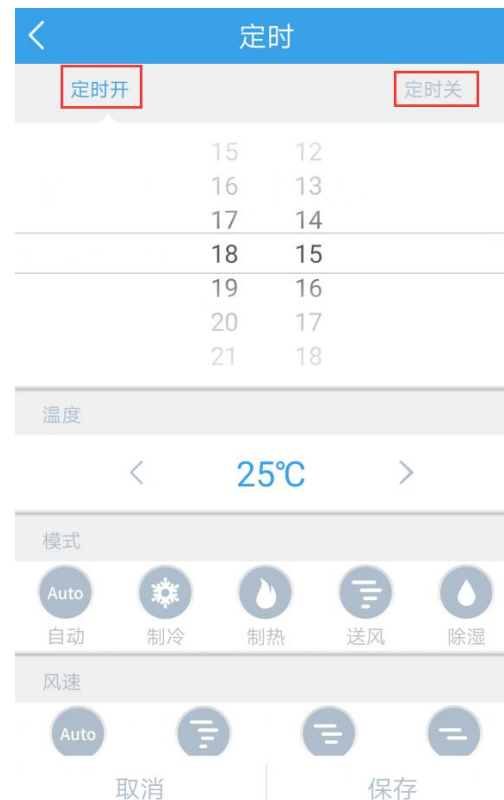 定时
定时开 定时关
15 12
16 13
17 14
18 15
19 16
20 17
21 18
温度
25℃
模式
Auto
自动 制冷 制热 送风 除湿
风速
Auto
取消 保存